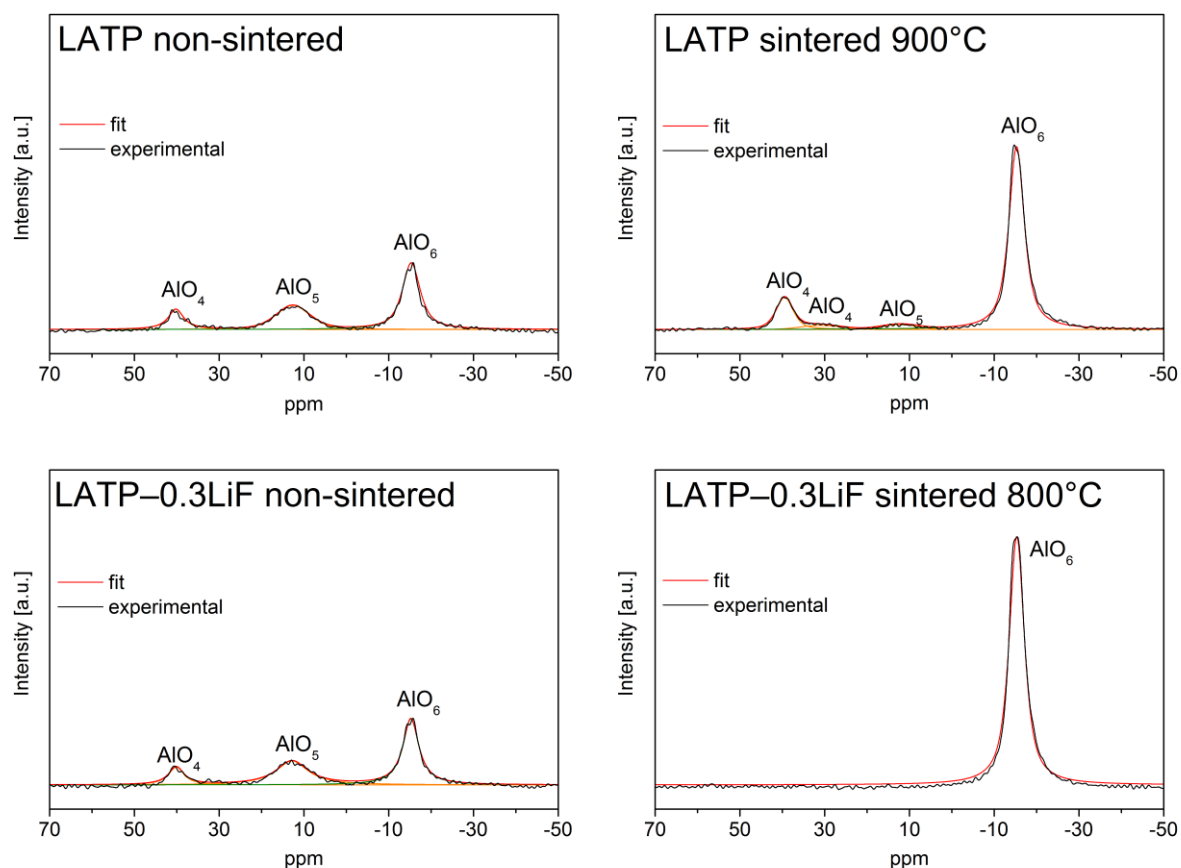 LATP non-sintered
Intensity [a.u.]
fit
experimental
AlO4
AlO5
AlO6
70 50 30 10 -10 -30 -50
ppm
LATP sintered 900°C
Intensity [a.u.]
fit
experimental
AlO4
AlO4
AlO5
AlO6
70 50 30 10 -10 -30 -50
ppm
LATP–0.3LiF non-sintered
Intensity [a.u.]
fit
experimental
AlO4
AlO5
AlO6
70 50 30 10 -10 -30 -50
ppm
LATP–0.3LiF sintered 800°C
Intensity [a.u.]
fit
experimental
AlO6
70 50 30 10 -10 -30 -50
ppm